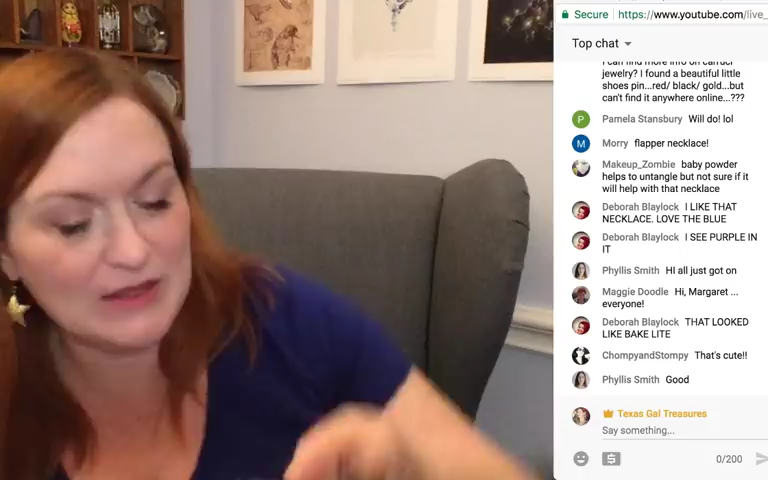 Secure https://www.youtube.com/live_
Top chat
I can find more info on carruci
jewelry? I found a beautiful little
shoes pin...red/ black/ gold...but
can't find it anywhere online...???
P Pamela Stansbury Will do! lol
M Morry flapper necklace!
Makeup_Zombie baby powder
helps to untangle but not sure if it
will help with that necklace
Deborah Blaylock I LIKE THAT
NECKLACE. LOVE THE BLUE
Deborah Blaylock I SEE PURPLE IN
IT
Phyllis Smith HI all just got on
Maggie Doodle Hi, Margaret ...
everyone!
Deborah Blaylock THAT LOOKED
LIKE BAKE LITE
ChompyandStompy That's cute!!
Phyllis Smith Good
Texas Gal Treasures
Say something...
0/200